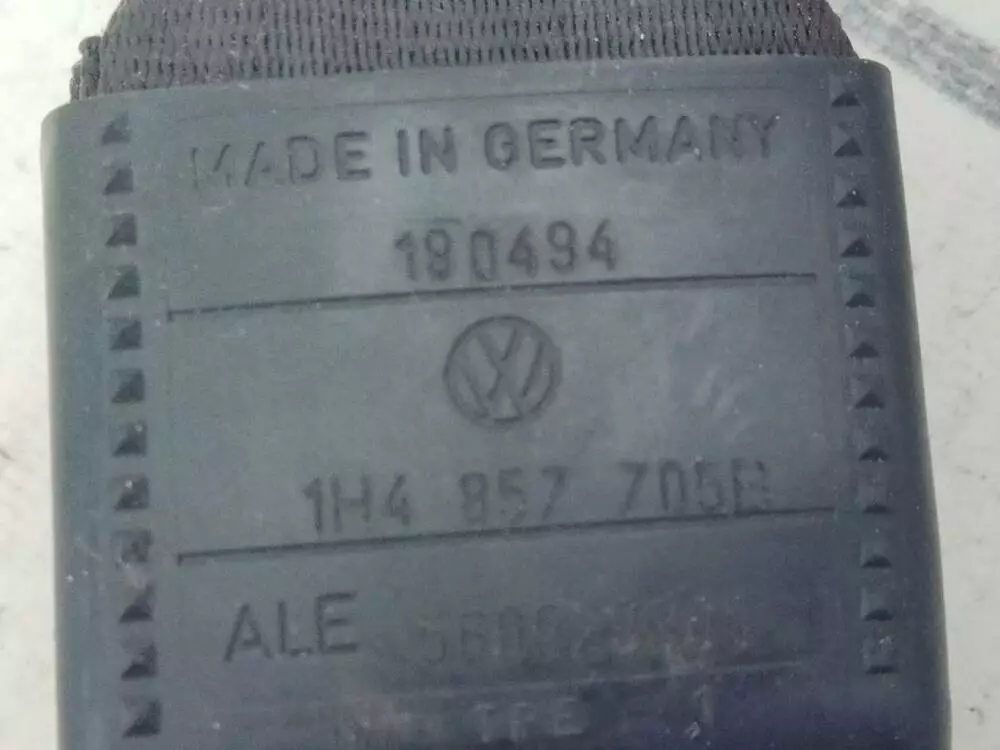 MADE IN GERMANY
190494
1H4 857 705B
ALE